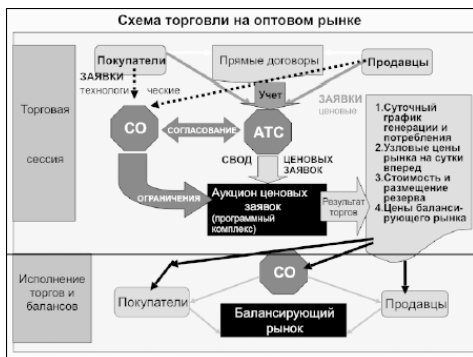 Схема торговли на оптовом рынке
Покупатели
Прямые договоры
Продавцы
ЗАЯВКИ
технологи ческие
Учет
ЗАЯВКИ
ценовые
Торговая
сессия
СО
СОГЛАСОВАНИЕ
АТС
СВОД
ЦЕНОВЫХ
ЗАЯВОК
ОГРАНИЧЕНИЯ
Аукцион ценовых
заявок
(программный
комплекс)
Результат
торгов
1.Суточный
график
генерации и
потребления
2.Узловые цены
рынка на сутки
вперед
3.Стоимость и
размещение
резерва
4.Цены баланси-
рующего рынка
Исполнение
торгов и
балансов
СО
Покупатели
Продавцы
Балансирующий
рынок